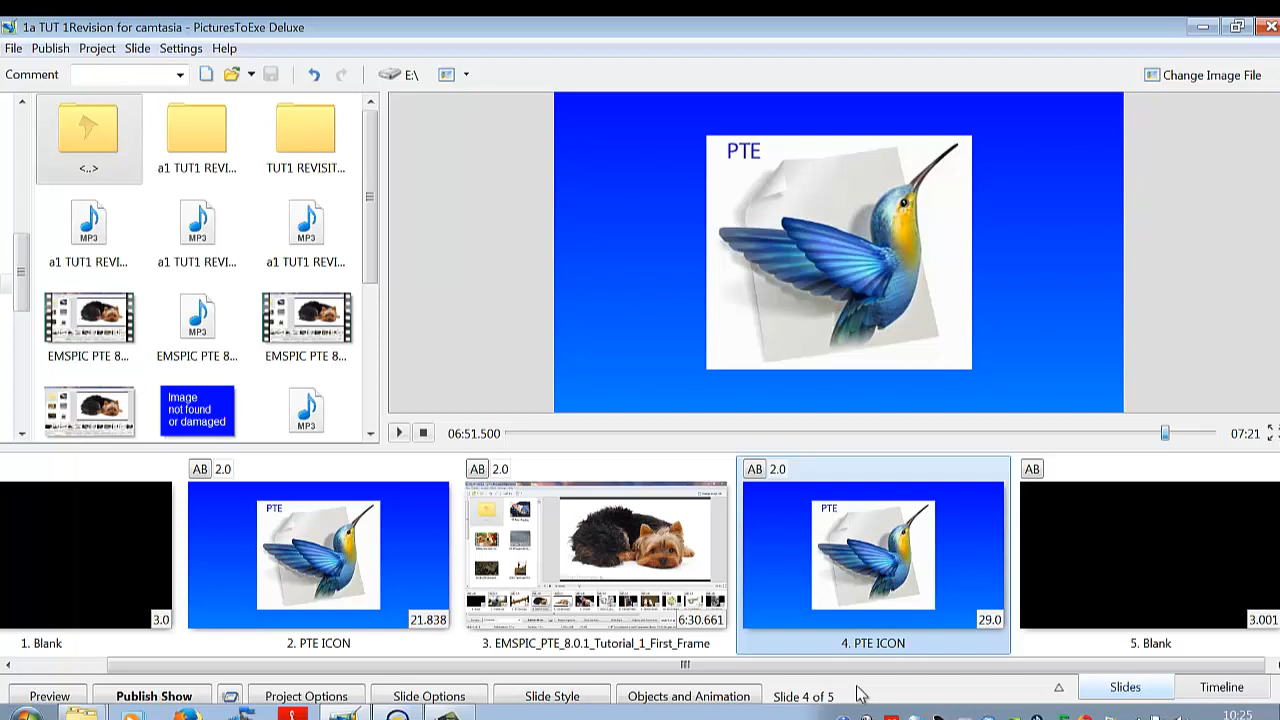 1a TUT 1Revision for camtasia - PicturesToExe Deluxe
File Publish Project Slide Settings Help
Comment
E:\
Change Image File
<..>
a1 TUT1 REVI...
TUT1 REVISIT...
MP3
MP3
MP3
a1 TUT1 REVI...
a1 TUT1 REVI...
a1 TUT1 REVI...
MP3
EMSPIC PTE 8...
EMSPIC PTE 8...
EMSPIC PTE 8...
Image
not found
or damaged
MP3
PTE
06:51.500
07:21
AB 2.0
AB 2.0
AB 2.0
AB
PTE
PTE
3.0
21.838
6:30.661
29.0
3.001
1. Blank
2. PTE ICON
3. EMSPIC_PTE_8.0.1_Tutorial_1_First_Frame
4. PTE ICON
5. Blank
Preview
Publish Show
Project Options
Slide Options
Slide Style
Objects and Animation
Slide 4 of 5
Slides
Timeline
10:25